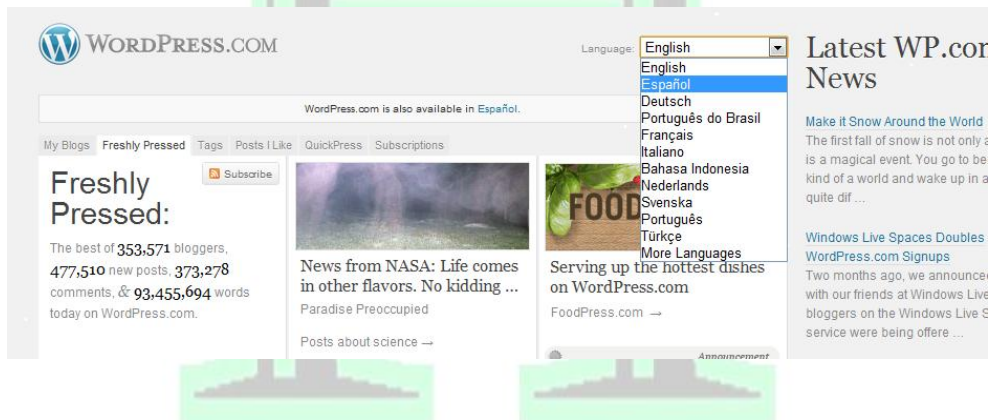 WORDPRESS.COM
Language: English
English
Español
Deutsch
Português do Brasil
Français
Italiano
Bahasa Indonesia
Nederlands
Svenska
Português
Türkçe
More Languages
WordPress.com is also available in Español.
My Blogs Freshly Pressed Tags Posts I Like QuickPress Subscriptions
Freshly
Pressed:
Subscribe
The best of 353,571 bloggers,
477,510 new posts, 373,278
comments, & 93,455,694 words
today on WordPress.com.
News from NASA: Life comes
in other flavors. No kidding ...
Paradise Preoccupied
Posts about science →
FOOD
Serving up the hottest dishes
on WordPress.com
FoodPress.com →
Announcement
Latest WP.com
News
Make it Snow Around the World
The first fall of snow is not only a
is a magical event. You go to be
kind of a world and wake up in a
quite dif ...
Windows Live Spaces Doubles
WordPress.com Signups
Two months ago, we announced
with our friends at Windows Live
bloggers on the Windows Live S
service were being offere ...